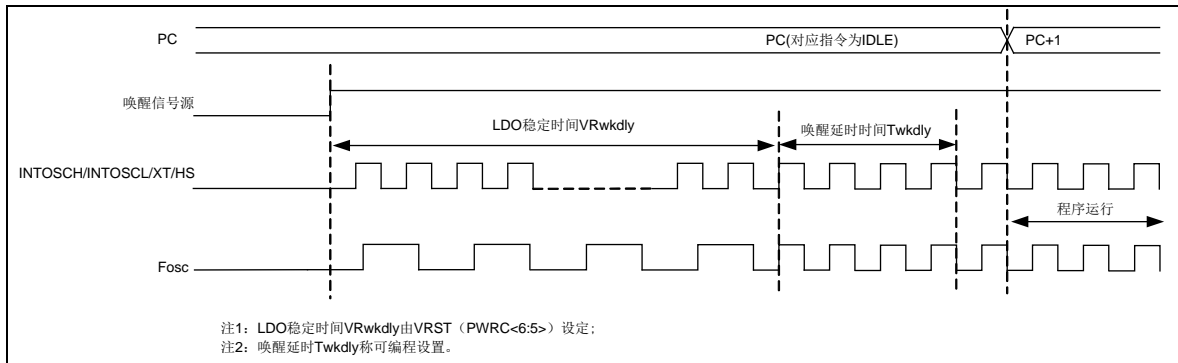 PC
PC(对应指令为IDLE)
PC+1
唤醒信号源
LDO稳定时间VRwkdly
唤醒延时时间Twkdly
INTOSCH/INTOSCL/XT/HS
程序运行
Fosc
注1：LDO稳定时间VRwkdly由VRST（PWRC<6:5>）设定；
注2：唤醒延时Twkdly称可编程设置。